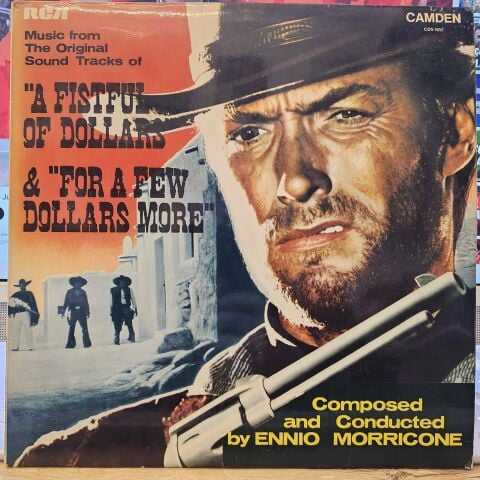 RCA
CAMDEN
CDS 1052
Music from
The Original
Sound Tracks of
"A FISTFUL
OF DOLLARS"
& "FOR A FEW
DOLLARS MORE"
Composed
and Conducted
by ENNIO MORRICONE